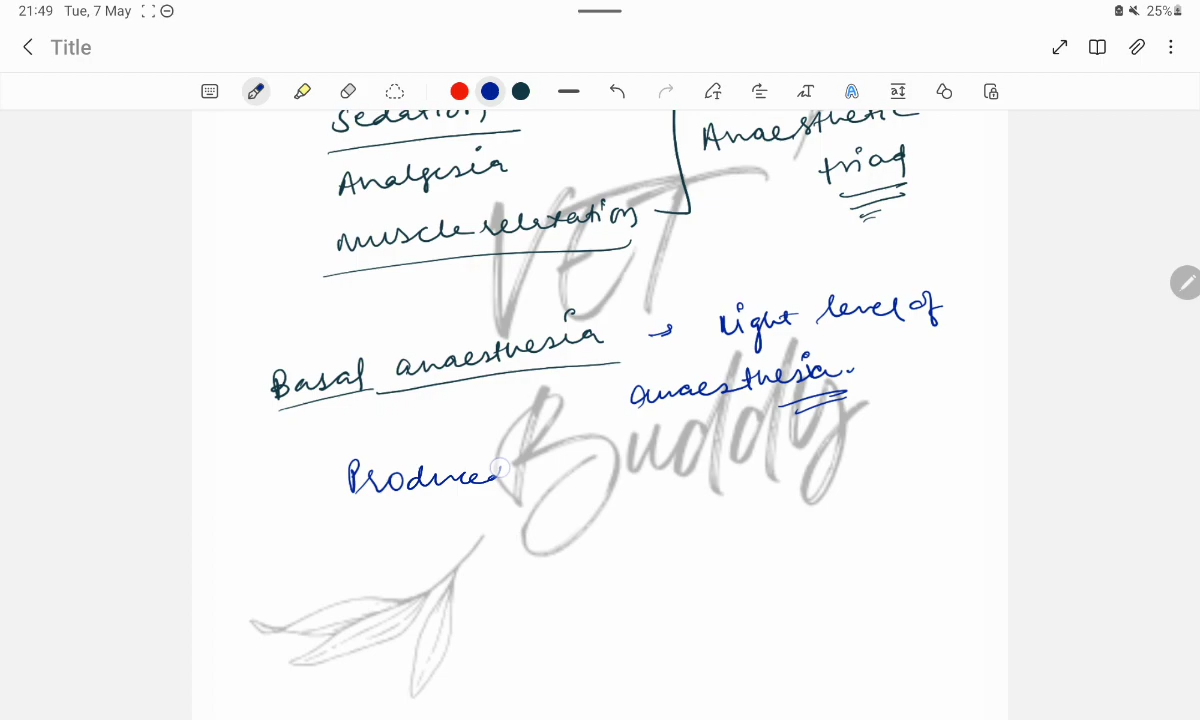 21:49 Tue, 7 May 25%
Title
Sedation, Anaesthetic
Analgesia triad
muscle relaxation
VET
Basal anaesthesia → Light level of
anaesthesia.
Produced
Buddy